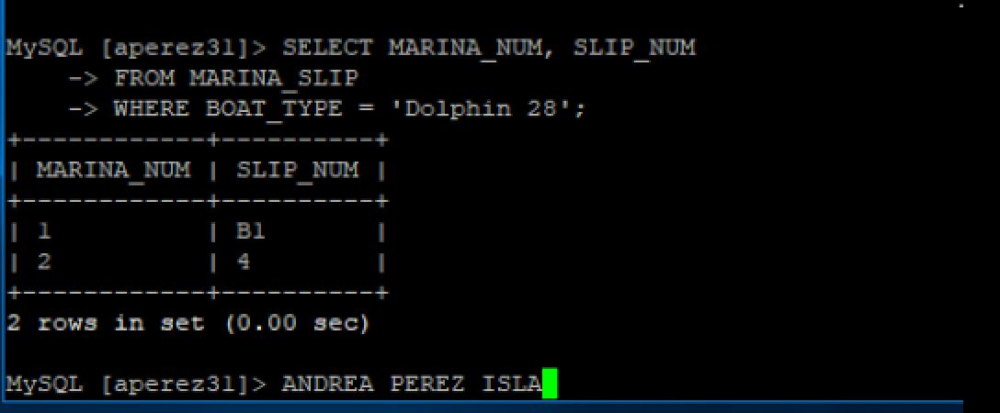 MySQL [aperez31]> SELECT MARINA_NUM, SLIP_NUM
    -> FROM MARINA_SLIP
    -> WHERE BOAT_TYPE = 'Dolphin 28';
+------------+----------+
| MARINA_NUM | SLIP_NUM |
+------------+----------+
| 1          | B1       |
| 2          | 4        |
+------------+----------+
2 rows in set (0.00 sec)
MySQL [aperez31]> ANDREA PEREZ ISLA